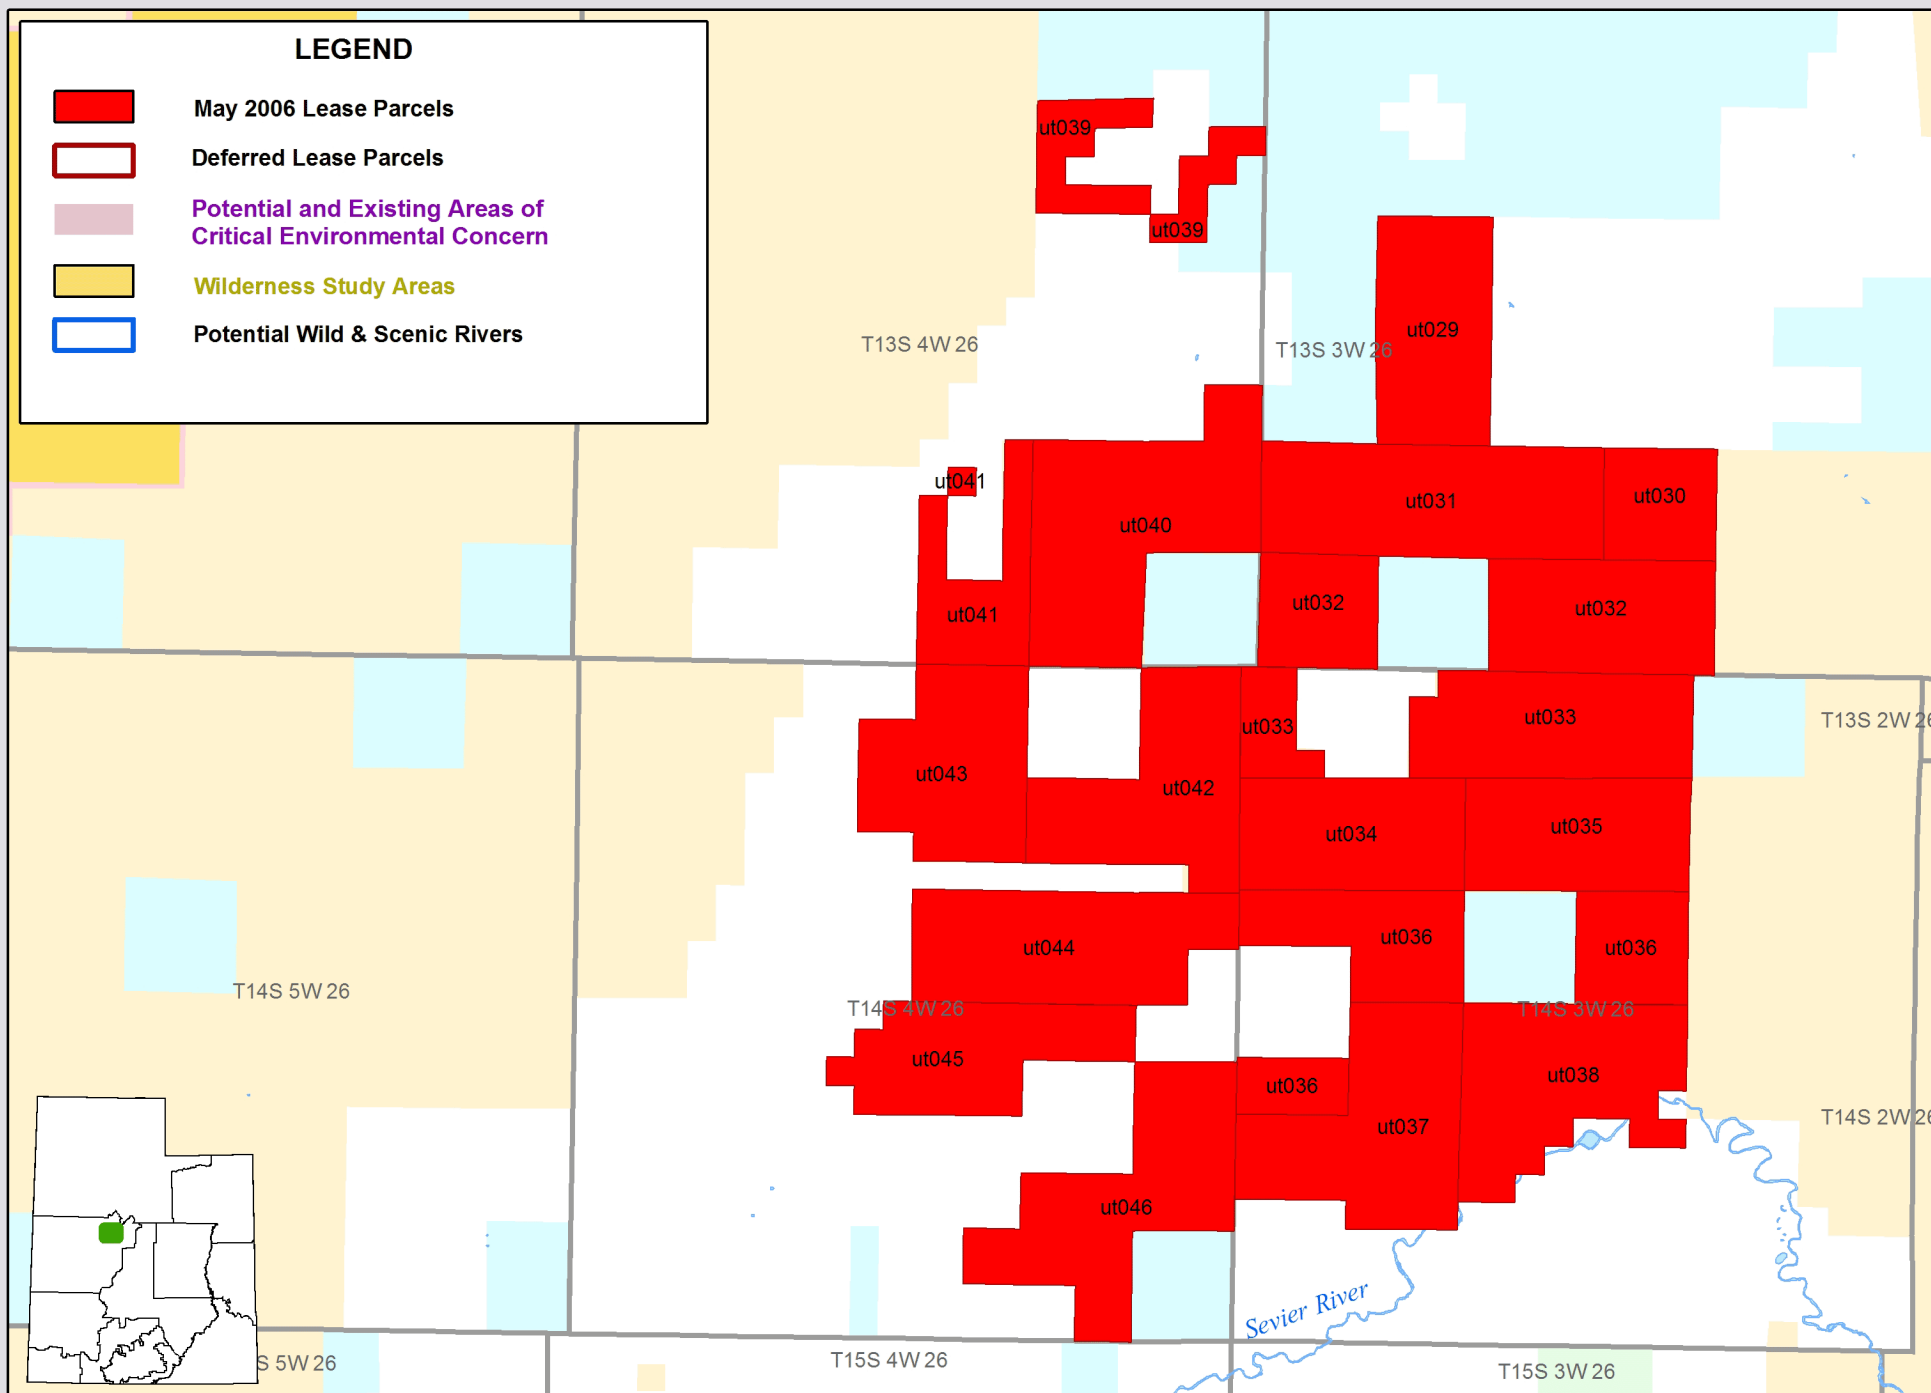 LEGEND
May 2006 Lease Parcels
Deferred Lease Parcels
Potential and Existing Areas of
Critical Environmental Concern
Wilderness Study Areas
Potential Wild & Scenic Rivers
ut039
ut039
T13S 4W 26
T13S 3W 26
ut029
ut041
ut040
ut031
ut030
ut041
ut032
ut032
ut043
ut042
ut033
ut033
T13S 2W 26
ut034
ut035
ut044
ut036
ut036
T14S 5W 26
T14S 4W 26
T14S 3W 26
ut045
ut036
ut038
ut037
T14S 2W 26
ut046
Sevier River
S 5W 26
T15S 4W 26
T15S 3W 26